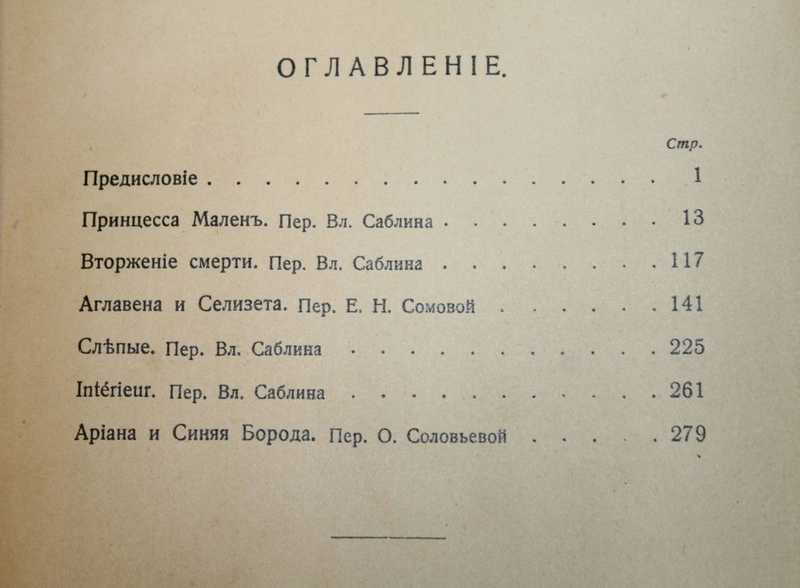 ОГЛАВЛЕНІЕ.
Стр.
Предисловіе . . . . . . . . . . . . . . . . 1
Принцесса Маленъ. Пер. Вл. Саблина . . . . . . . . 13
Вторженіе смерти. Пер. Вл. Саблина . . . . . . . . 117
Аглавена и Селизета. Пер. Е. Н. Сомовой . . . . . . 141
Слѣпые. Пер. Вл. Саблина . . . . . . . . . . . 225
Intérieur. Пер. Вл. Саблина . . . . . . . . . . . 261
Аріана и Синяя Борода. Пер. О. Соловьевой . . . . . 279